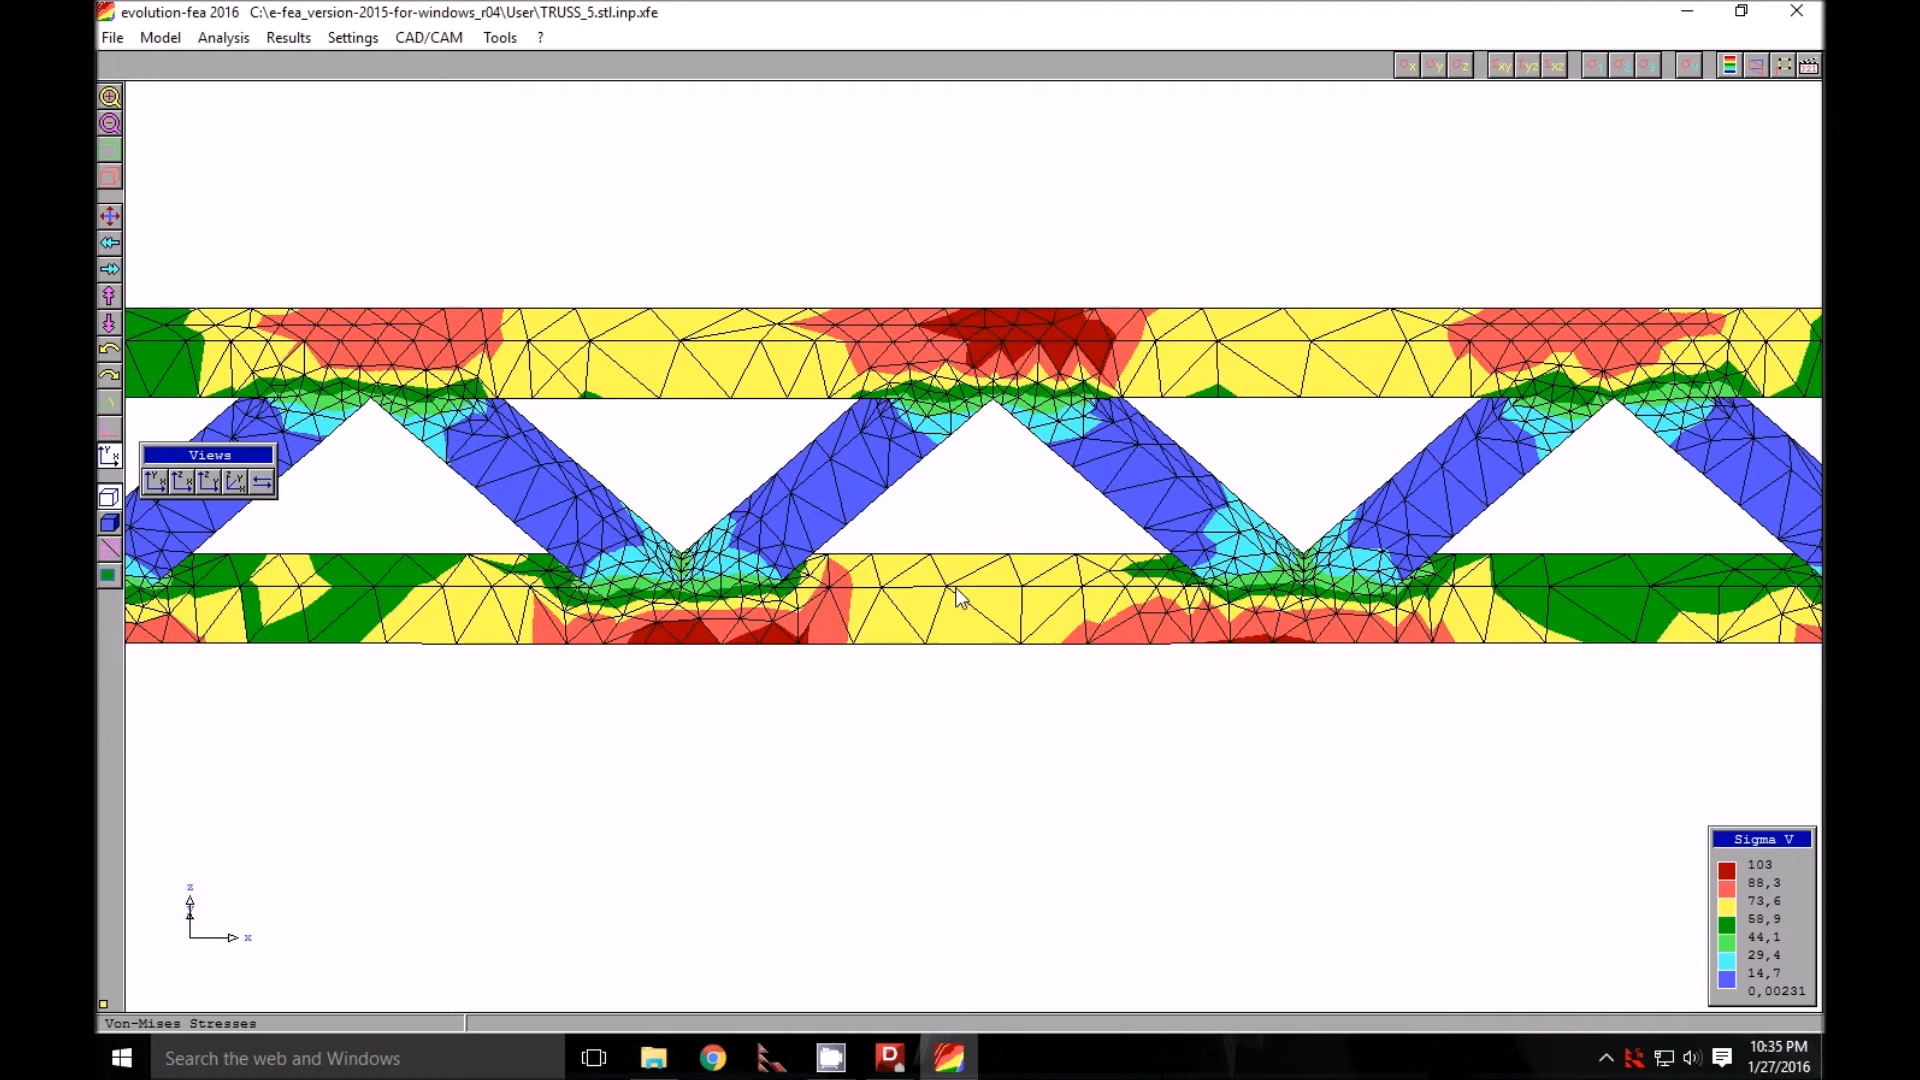 evolution-fea 2016 C:\e-fea_version-2015-for-windows_r04\User\TRUSS_5.stl.inp.xfe
File Model Analysis Results Settings CAD/CAM Tools ?
Views
z
x
Sigma V
103
88,3
73,6
58,9
44,1
29,4
14,7
0,00231
Von-Mises Stresses
Search the web and Windows
10:35 PM
1/27/2016